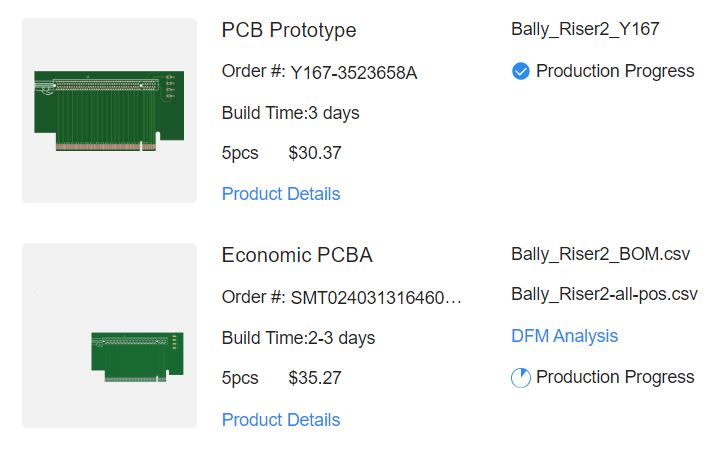 PCB Prototype
Order #: Y167-3523658A
Build Time:3 days
5pcs $30.37
Product Details
Bally_Riser2_Y167
Production Progress
Economic PCBA
Order #: SMT024031316460...
Build Time:2-3 days
5pcs $35.27
Product Details
Bally_Riser2_BOM.csv
Bally_Riser2-all-pos.csv
DFM Analysis
Production Progress